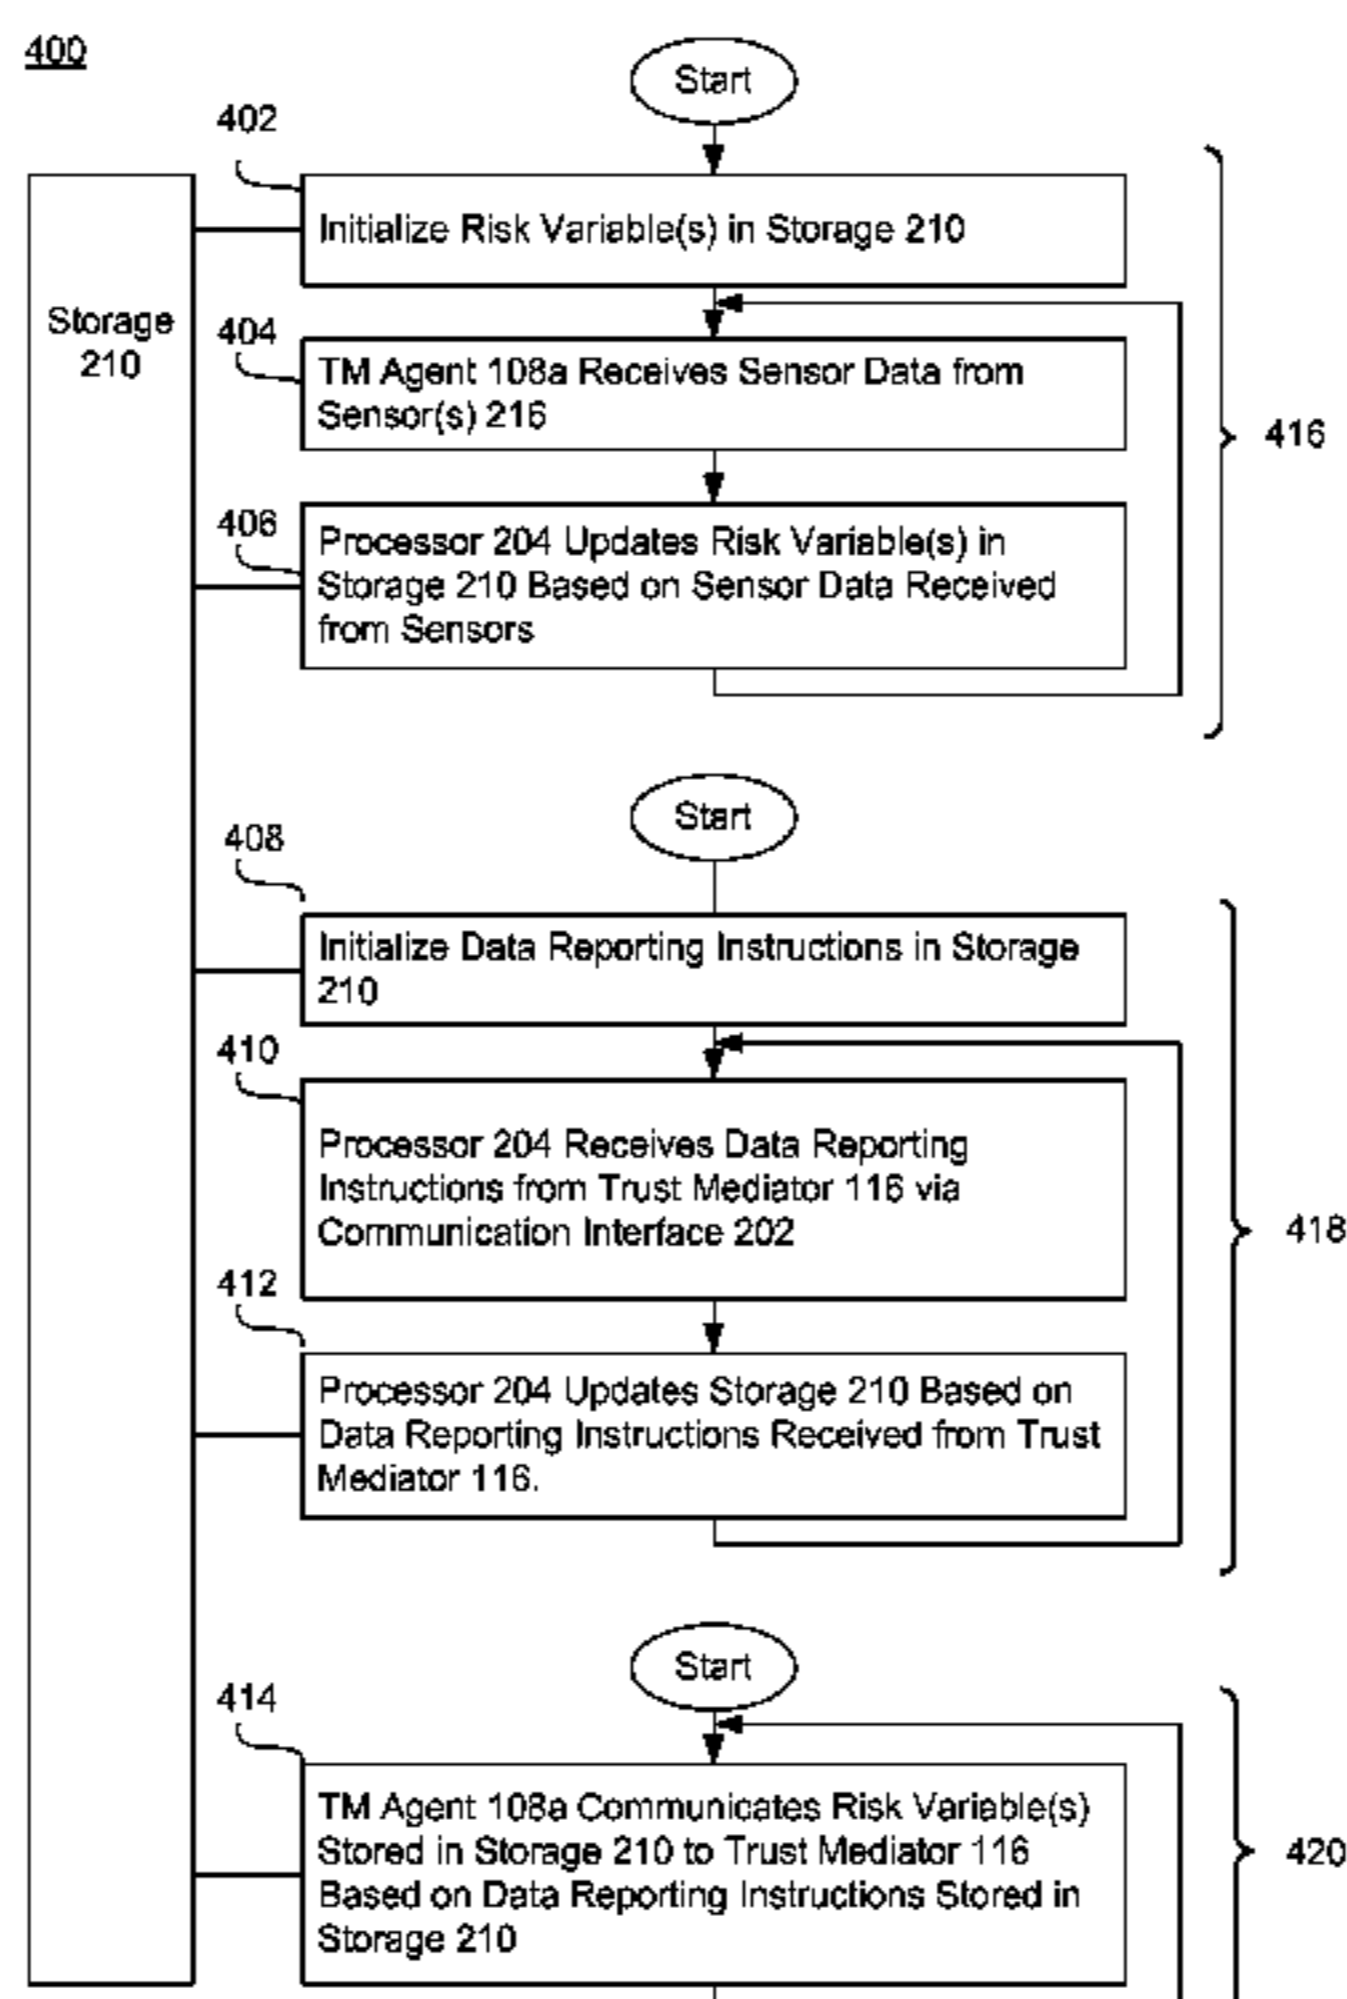 400
Start
402
Initialize Risk Variable(s) in Storage 210
Storage
210
404
TM Agent 108a Receives Sensor Data from
Sensor(s) 216
416
406
Processor 204 Updates Risk Variable(s) in
Storage 210 Based on Sensor Data Received
from Sensors
Start
408
Initialize Data Reporting Instructions in Storage
210
410
Processor 204 Receives Data Reporting
Instructions from Trust Mediator 116 via
Communication Interface 202
418
412
Processor 204 Updates Storage 210 Based on
Data Reporting Instructions Received from Trust
Mediator 116.
Start
414
TM Agent 108a Communicates Risk Variable(s)
Stored in Storage 210 to Trust Mediator 116
Based on Data Reporting Instructions Stored in
Storage 210
420